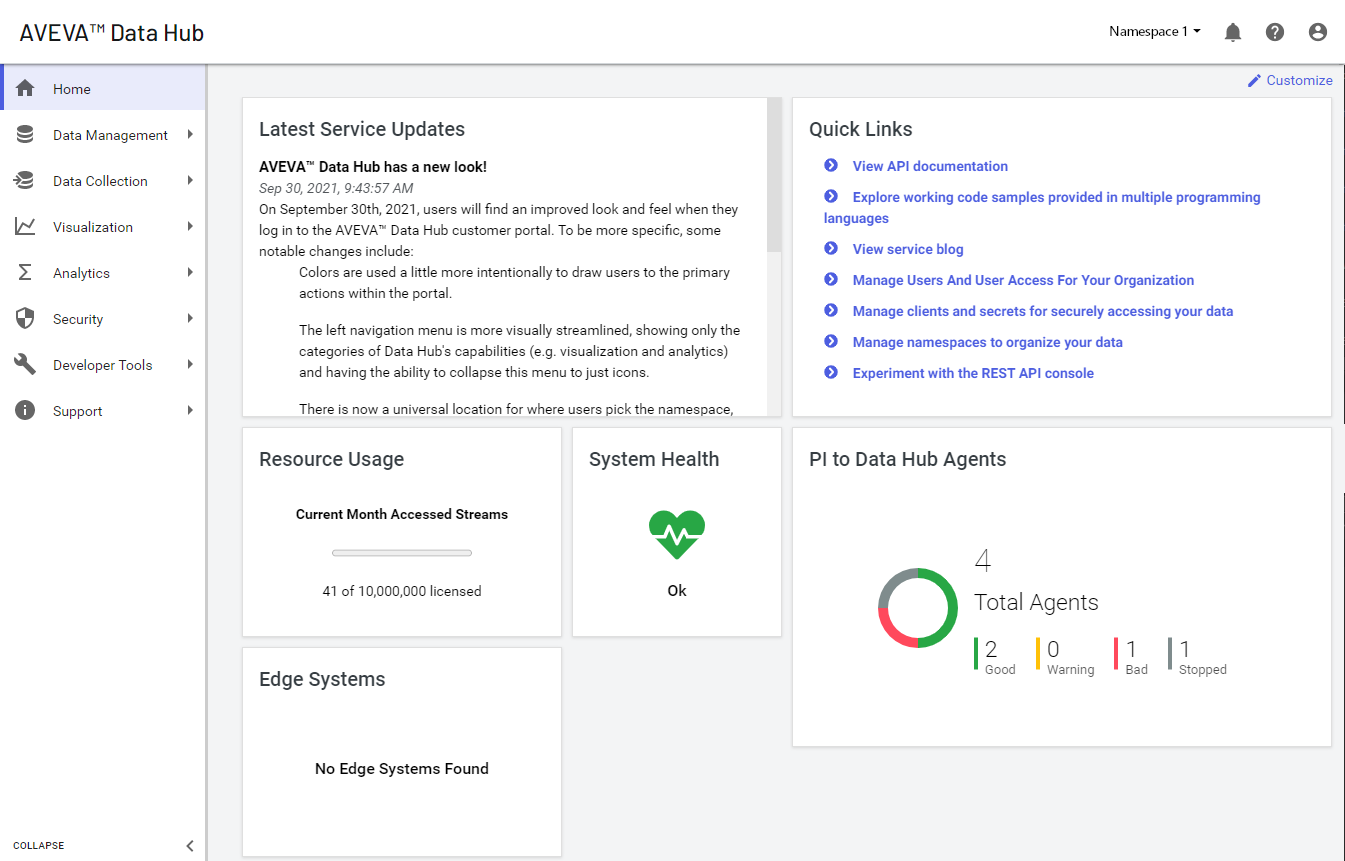 AVEVA™ Data Hub
Namespace 1
Home
Data Management
Data Collection
Visualization
Analytics
Security
Developer Tools
Support
COLLAPSE
Customize
Latest Service Updates
AVEVA™ Data Hub has a new look!
Sep 30, 2021, 9:43:57 AM
On September 30th, 2021, users will find an improved look and feel when they
log in to the AVEVA™ Data Hub customer portal. To be more specific, some
notable changes include:
Colors are used a little more intentionally to draw users to the primary
actions within the portal.
The left navigation menu is more visually streamlined, showing only the
categories of Data Hub's capabilities (e.g. visualization and analytics)
and having the ability to collapse this menu to just icons.
There is now a universal location for where users pick the namespace,
Quick Links
View API documentation
Explore working code samples provided in multiple programming
languages
View service blog
Manage Users And User Access For Your Organization
Manage clients and secrets for securely accessing your data
Manage namespaces to organize your data
Experiment with the REST API console
Resource Usage
Current Month Accessed Streams
41 of 10,000,000 licensed
System Health
Ok
PI to Data Hub Agents
4
Total Agents
2
Good
0
Warning
1
Bad
1
Stopped
Edge Systems
No Edge Systems Found